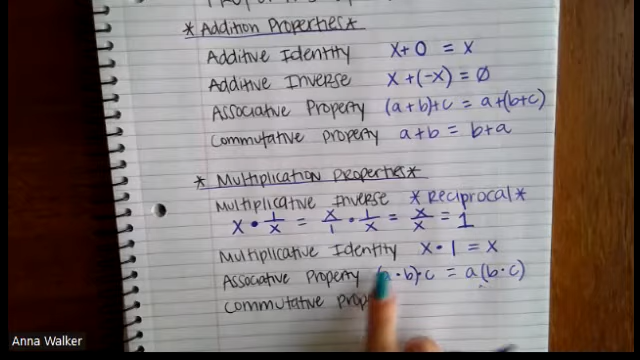 * Addition Properties *
Additive Identity x+0 = x
Additive Inverse x+(-x) = 0
Associative Property (a+b)+c = a+(b+c)
Commutative Property a+b = b+a
* Multiplication Properties *
Multiplicative Inverse * Reciprocal *
x • 1/x = x/1 • 1/x = x/x = 1
Multiplicative Identity x • 1 = x
Associative Property (a·b)·c = a(b·c)
Commutative
Anna Walker